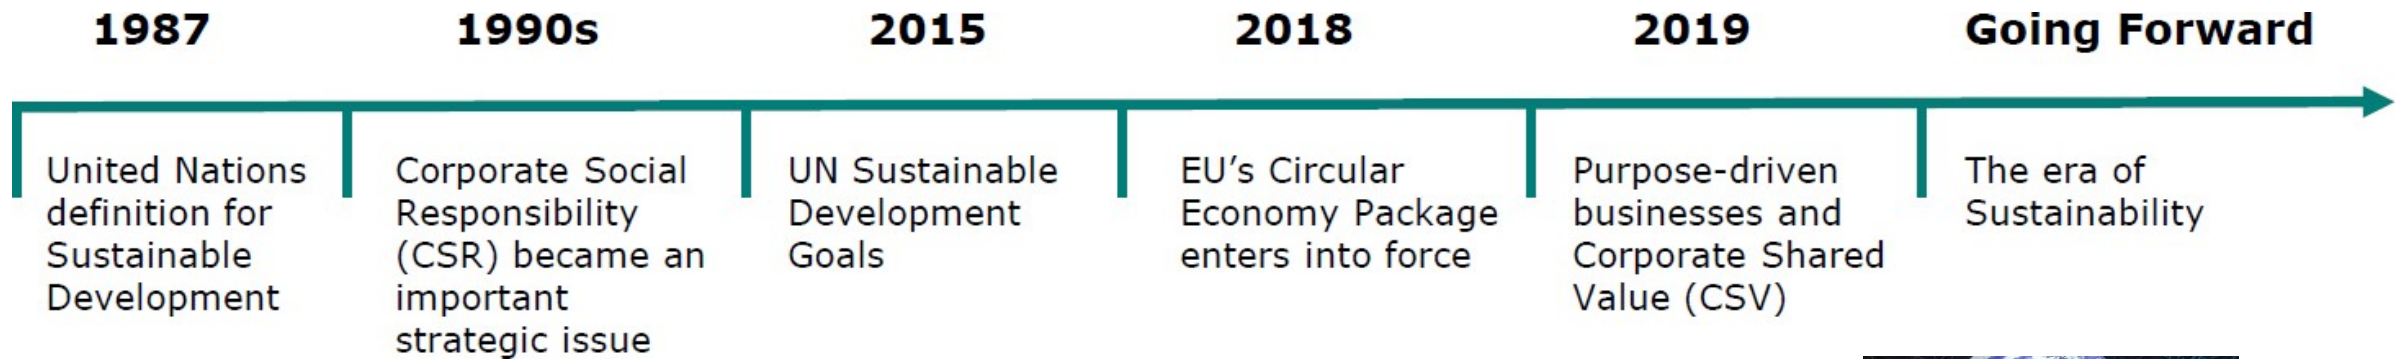 1987
United Nations
definition for
Sustainable
Development
1990s
Corporate Social
Responsibility
(CSR) became an
important
strategic issue
2015
UN Sustainable
Development
Goals
2018
EU’s Circular
Economy Package
enters into force
2019
Purpose-driven
businesses and
Corporate Shared
Value (CSV)
Going Forward
The era of
Sustainability